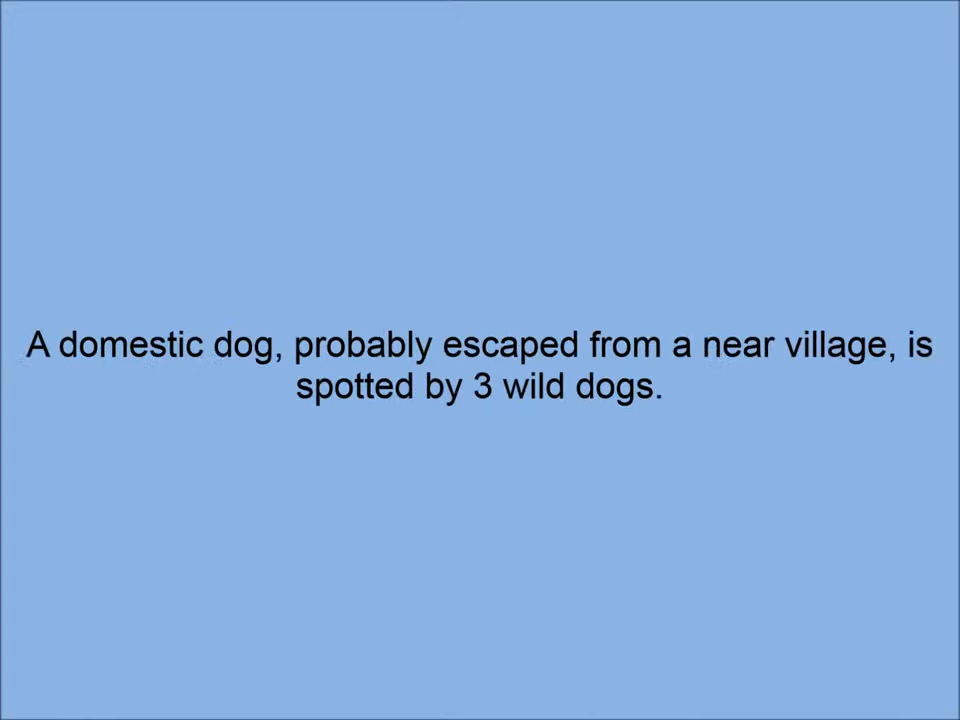 A domestic dog, probably escaped from a near village, is
spotted by 3 wild dogs.